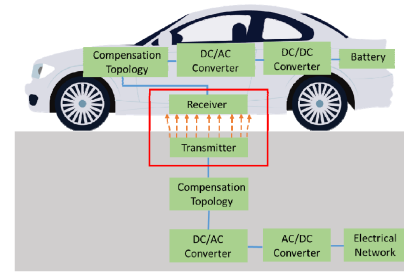 Compensation
Topology
DC/AC
Converter
DC/DC
Converter
Battery
Receiver
Transmitter
Compensation
Topology
DC/AC
Converter
AC/DC
Converter
Electrical
Network